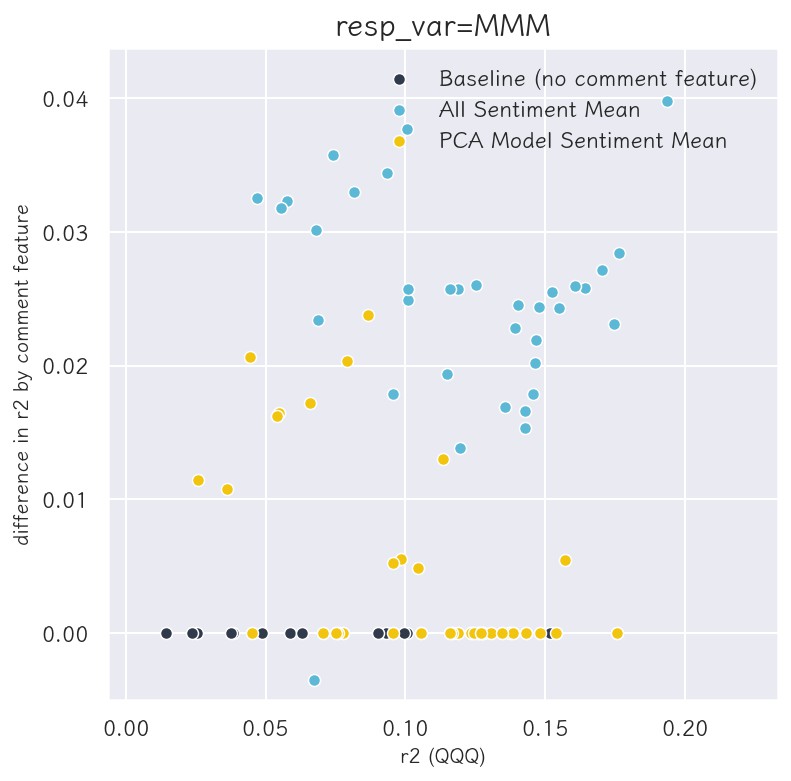 resp_var=MMM
Baseline (no comment feature)
All Sentiment Mean
PCA Model Sentiment Mean
0.04
0.03
0.02
0.01
0.00
difference in r2 by comment feature
0.00 0.05 0.10 0.15 0.20
r2 (QQQ)